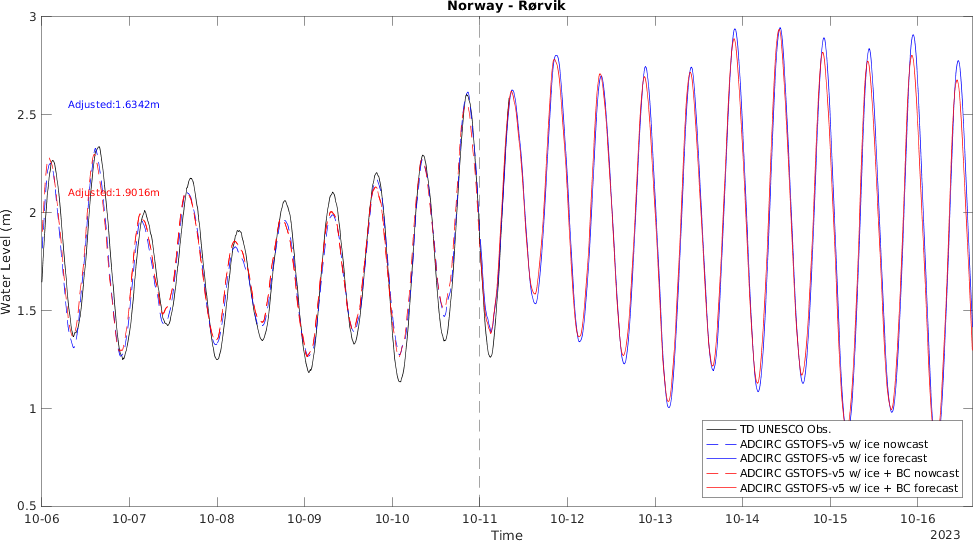 Norway - Rørvik
3
2.5
2
1.5
1
0.5
Water Level (m)
Adjusted:1.6342m
Adjusted:1.9016m
TD UNESCO Obs.
ADCIRC GSTOFS-v5 w/ ice nowcast
ADCIRC GSTOFS-v5 w/ ice forecast
ADCIRC GSTOFS-v5 w/ ice + BC nowcast
ADCIRC GSTOFS-v5 w/ ice + BC forecast
10-06 10-07 10-08 10-09 10-10 10-11 10-12 10-13 10-14 10-15 10-16
Time
2023